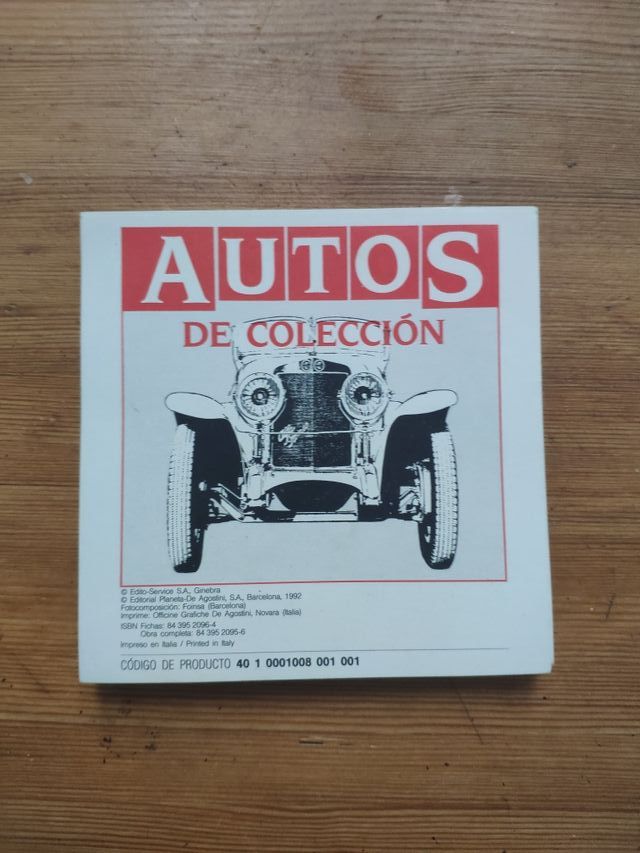 AUTOS
DE COLECCIÓN
© Edito-Service S.A., Ginebra
© Editorial Planeta-De Agostini, S.A., Barcelona, 1992
Fotocomposición: Foinsa (Barcelona)
Imprime: Officine Grafiche De Agostini, Novara (Italia)
ISBN Fichas: 84 395 2096-4
Obra completa: 84 395 2095-6
Impreso en Italia / Printed in Italy
CÓDIGO DE PRODUCTO 40 1 0001008 001 001